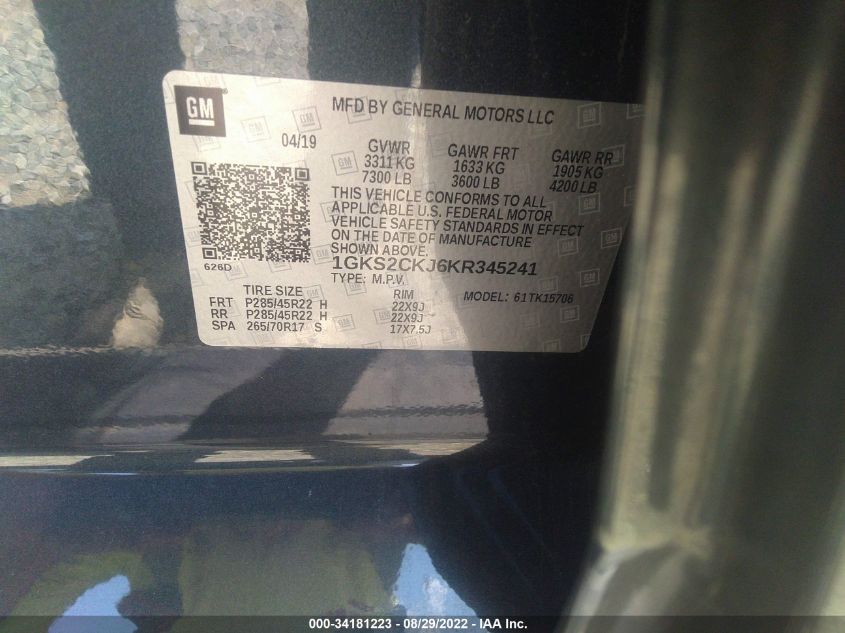 GM
MFD BY GENERAL MOTORS LLC
04/19
GVWR GAWR FRT GAWR RR
3311 KG 1633 KG 1905 KG
7300 LB 3600 LB 4200 LB
THIS VEHICLE CONFORMS TO ALL
APPLICABLE U.S. FEDERAL MOTOR
VEHICLE SAFETY STANDARDS IN EFFECT
ON THE DATE OF MANUFACTURE
SHOWN ABOVE.
626D
1GKS2CKJ6KR345241
TYPE: M.P.V.
TIRE SIZE RIM MODEL: 61TK15706
FRT P285/45R22 H 22X9J
RR P285/45R22 H 22X9J
SPA 265/70R17 S 17X7.5J
000-34181223 - 08/29/2022 - IAA Inc.